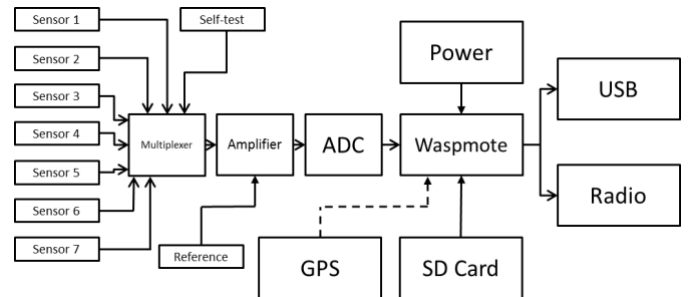 Sensor 1
Self-test
Sensor 2
Power
Sensor 3
USB
Sensor 4
Multiplexer
Amplifier
ADC
Waspmote
Sensor 5
Sensor 6
Radio
Sensor 7
Reference
GPS
SD Card